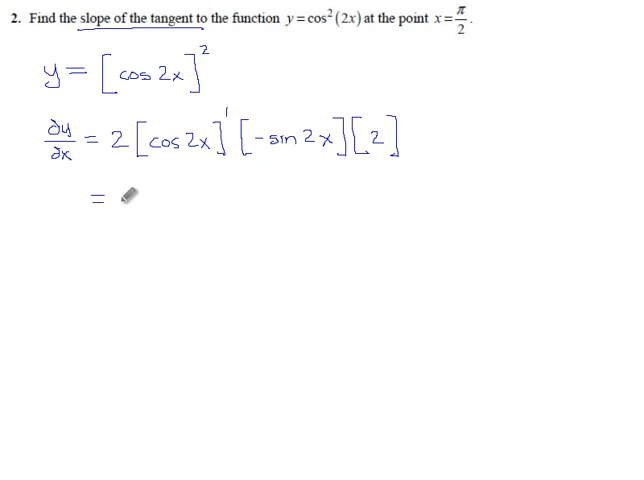 2. Find the slope of the tangent to the function y = cos² (2x) at the point x = π/2.
y = [cos 2x]²
∂y/∂x = 2 [cos 2x]¹ [- sin 2x] [2]
=